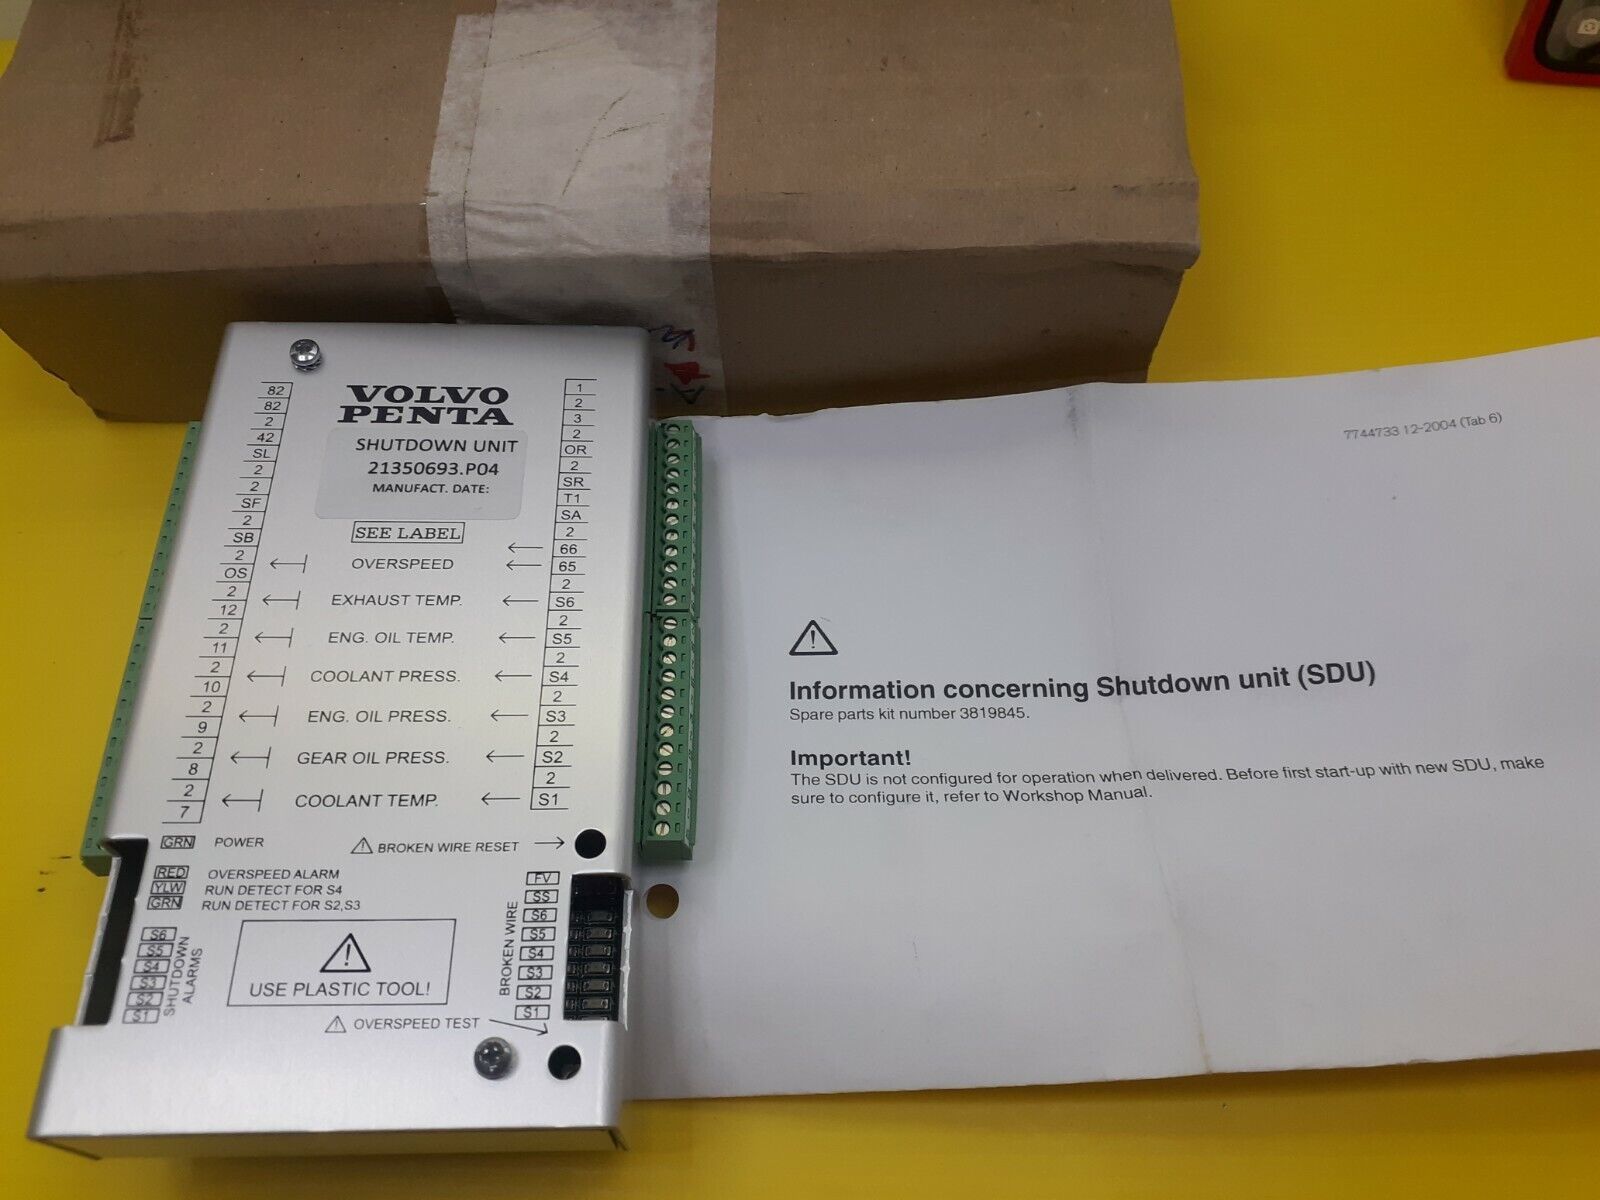 VOLVO
PENTA
SHUTDOWN UNIT
21350693.P04
MANUFACT. DATE:
SEE LABEL
82
82
2
42
SL
2
2
SF
2
SB
2
OS
2
12
2
11
2
10
2
9
2
8
2
7
OVERSPEED
EXHAUST TEMP.
ENG. OIL TEMP.
COOLANT PRESS.
ENG. OIL PRESS.
GEAR OIL PRESS.
COOLANT TEMP.
1
2
3
2
OR
2
SR
T1
SA
2
66
65
2
S6
2
S5
2
S4
2
S3
2
S2
2
S1
GRN POWER
BROKEN WIRE RESET
RED OVERSPEED ALARM
YLW RUN DETECT FOR S4
GRN RUN DETECT FOR S2,S3
S6
S5
S4
S3
S2
S1
SHUTDOWN
ALARMS
USE PLASTIC TOOL!
BROKEN WIRE
FV
SS
S6
S5
S4
S3
S2
S1
OVERSPEED TEST
7744733 12-2004 (Tab 6)
Information concerning Shutdown unit (SDU)
Spare parts kit number 3819845.
Important!
The SDU is not configured for operation when delivered. Before first start-up with new SDU, make
sure to configure it, refer to Workshop Manual.